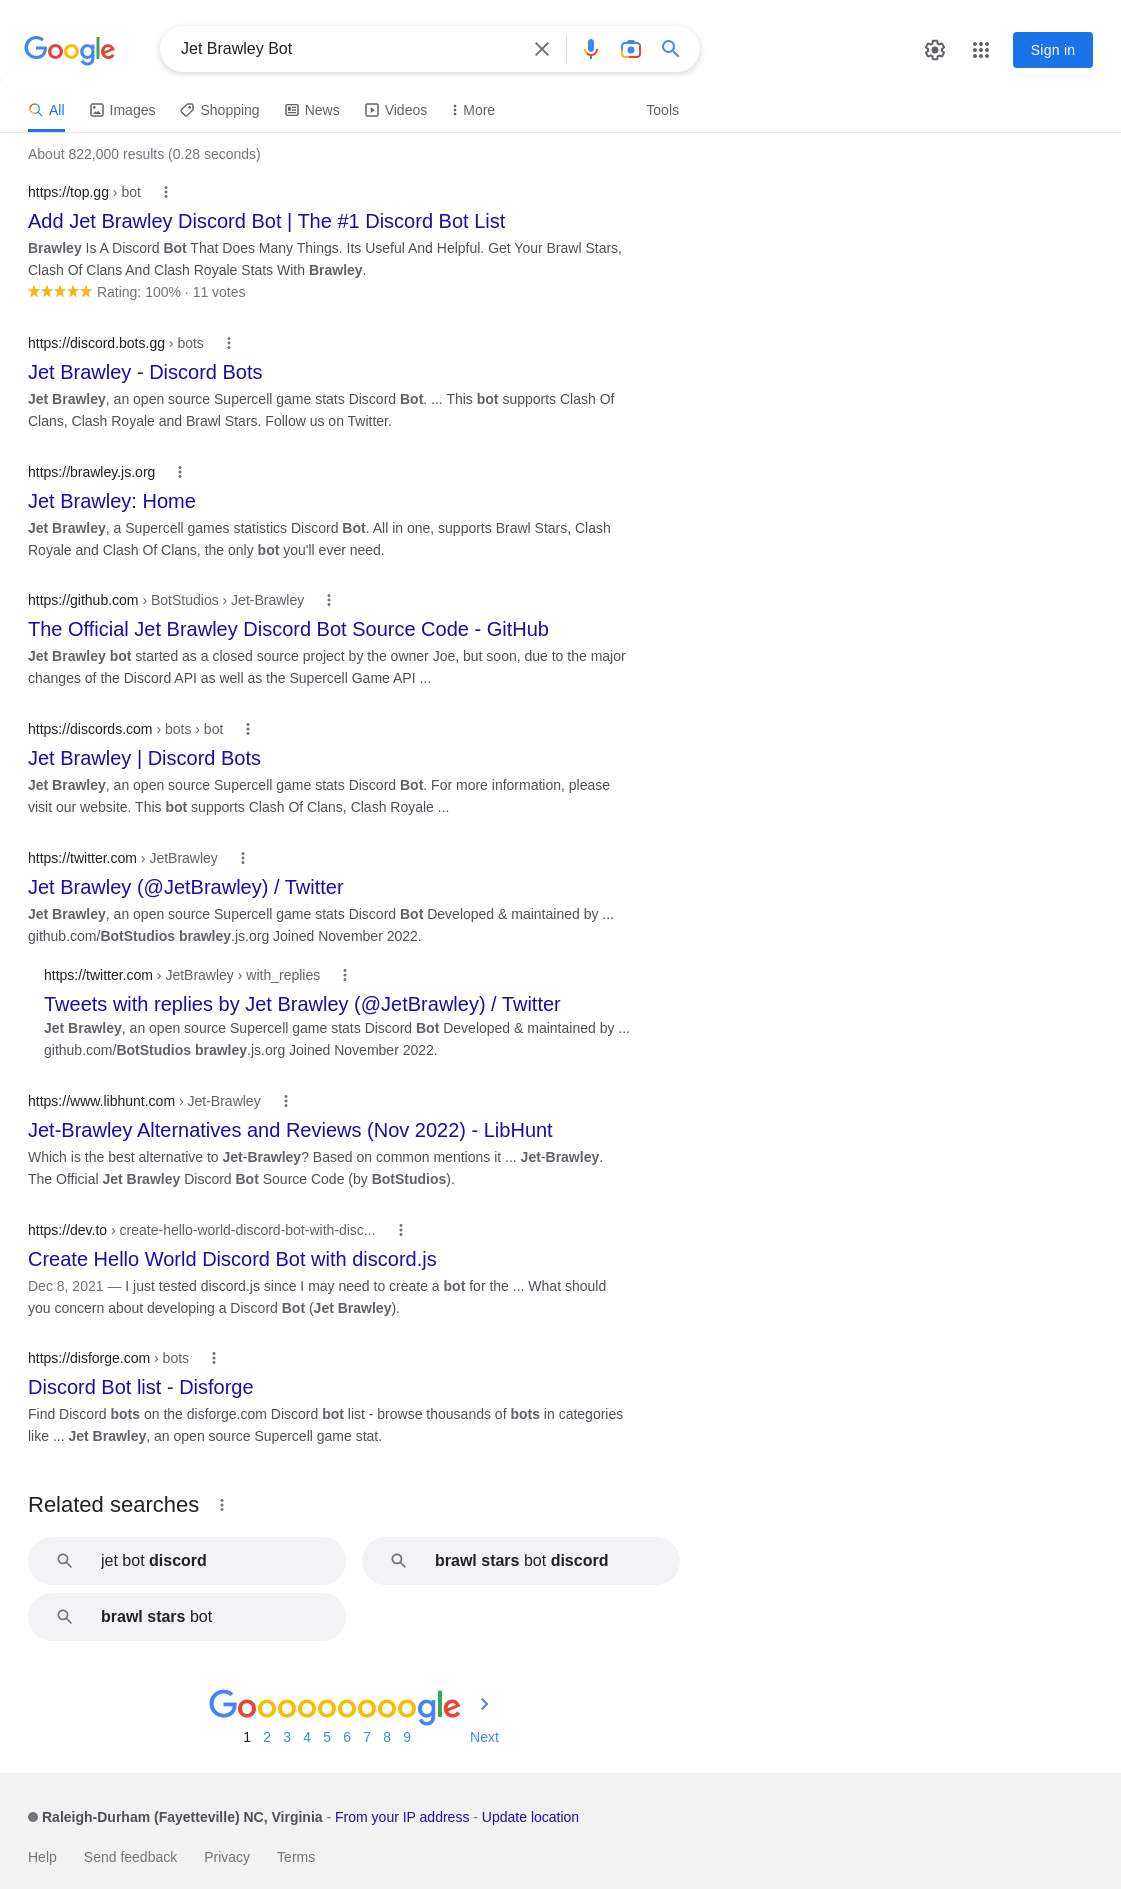 Google
Jet Brawley Bot
Sign in
All Images Shopping News Videos More Tools
About 822,000 results (0.28 seconds)
https://top.gg › bot
Add Jet Brawley Discord Bot | The #1 Discord Bot List
Brawley Is A Discord Bot That Does Many Things. Its Useful And Helpful. Get Your Brawl Stars,
Clash Of Clans And Clash Royale Stats With Brawley.
Rating: 100% · 11 votes
https://discord.bots.gg › bots
Jet Brawley - Discord Bots
Jet Brawley, an open source Supercell game stats Discord Bot. ... This bot supports Clash Of
Clans, Clash Royale and Brawl Stars. Follow us on Twitter.
https://brawley.js.org
Jet Brawley: Home
Jet Brawley, a Supercell games statistics Discord Bot. All in one, supports Brawl Stars, Clash
Royale and Clash Of Clans, the only bot you'll ever need.
https://github.com › BotStudios › Jet-Brawley
The Official Jet Brawley Discord Bot Source Code - GitHub
Jet Brawley bot started as a closed source project by the owner Joe, but soon, due to the major
changes of the Discord API as well as the Supercell Game API ...
https://discords.com › bots › bot
Jet Brawley | Discord Bots
Jet Brawley, an open source Supercell game stats Discord Bot. For more information, please
visit our website. This bot supports Clash Of Clans, Clash Royale ...
https://twitter.com › JetBrawley
Jet Brawley (@JetBrawley) / Twitter
Jet Brawley, an open source Supercell game stats Discord Bot Developed & maintained by ...
github.com/BotStudios brawley.js.org Joined November 2022.
https://twitter.com › JetBrawley › with_replies
Tweets with replies by Jet Brawley (@JetBrawley) / Twitter
Jet Brawley, an open source Supercell game stats Discord Bot Developed & maintained by ...
github.com/BotStudios brawley.js.org Joined November 2022.
https://www.libhunt.com › Jet-Brawley
Jet-Brawley Alternatives and Reviews (Nov 2022) - LibHunt
Which is the best alternative to Jet-Brawley? Based on common mentions it ... Jet-Brawley.
The Official Jet Brawley Discord Bot Source Code (by BotStudios).
https://dev.to › create-hello-world-discord-bot-with-disc...
Create Hello World Discord Bot with discord.js
Dec 8, 2021 — I just tested discord.js since I may need to create a bot for the ... What should
you concern about developing a Discord Bot (Jet Brawley).
https://disforge.com › bots
Discord Bot list - Disforge
Find Discord bots on the disforge.com Discord bot list - browse thousands of bots in categories
like ... Jet Brawley, an open source Supercell game stat.
Related searches
jet bot discord
brawl stars bot discord
brawl stars bot
Gooooooooogle
1 2 3 4 5 6 7 8 9 Next
Raleigh-Durham (Fayetteville) NC, Virginia - From your IP address - Update location
Help Send feedback Privacy Terms